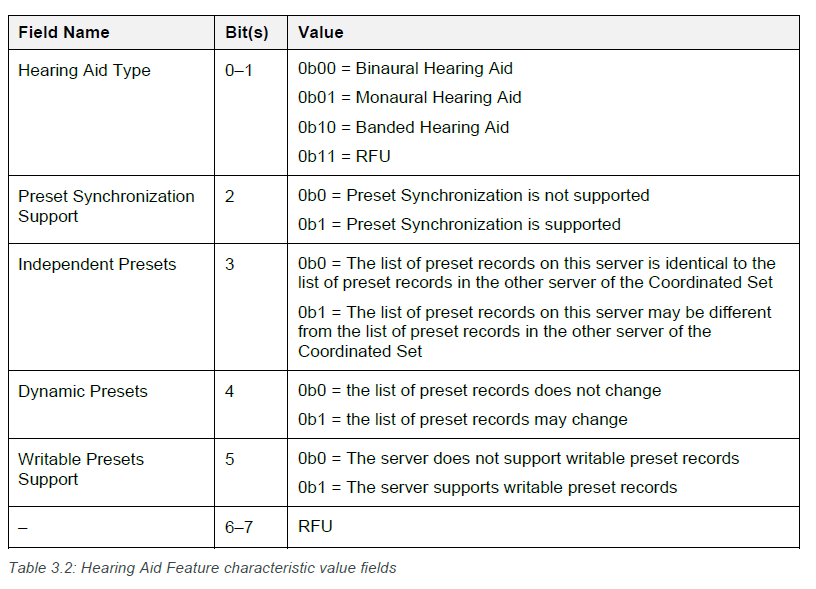 Field Name Bit(s) Value
Hearing Aid Type 0–1 0b00 = Binaural Hearing Aid
0b01 = Monaural Hearing Aid
0b10 = Banded Hearing Aid
0b11 = RFU
Preset Synchronization 2 0b0 = Preset Synchronization is not supported
Support 0b1 = Preset Synchronization is supported
Independent Presets 3 0b0 = The list of preset records on this server is identical to the
list of preset records in the other server of the Coordinated Set
0b1 = The list of preset records on this server may be different
from the list of preset records in the other server of the
Coordinated Set
Dynamic Presets 4 0b0 = the list of preset records does not change
0b1 = the list of preset records may change
Writable Presets 5 0b0 = The server does not support writable preset records
Support 0b1 = The server supports writable preset records
– 6–7 RFU
Table 3.2: Hearing Aid Feature characteristic value fields